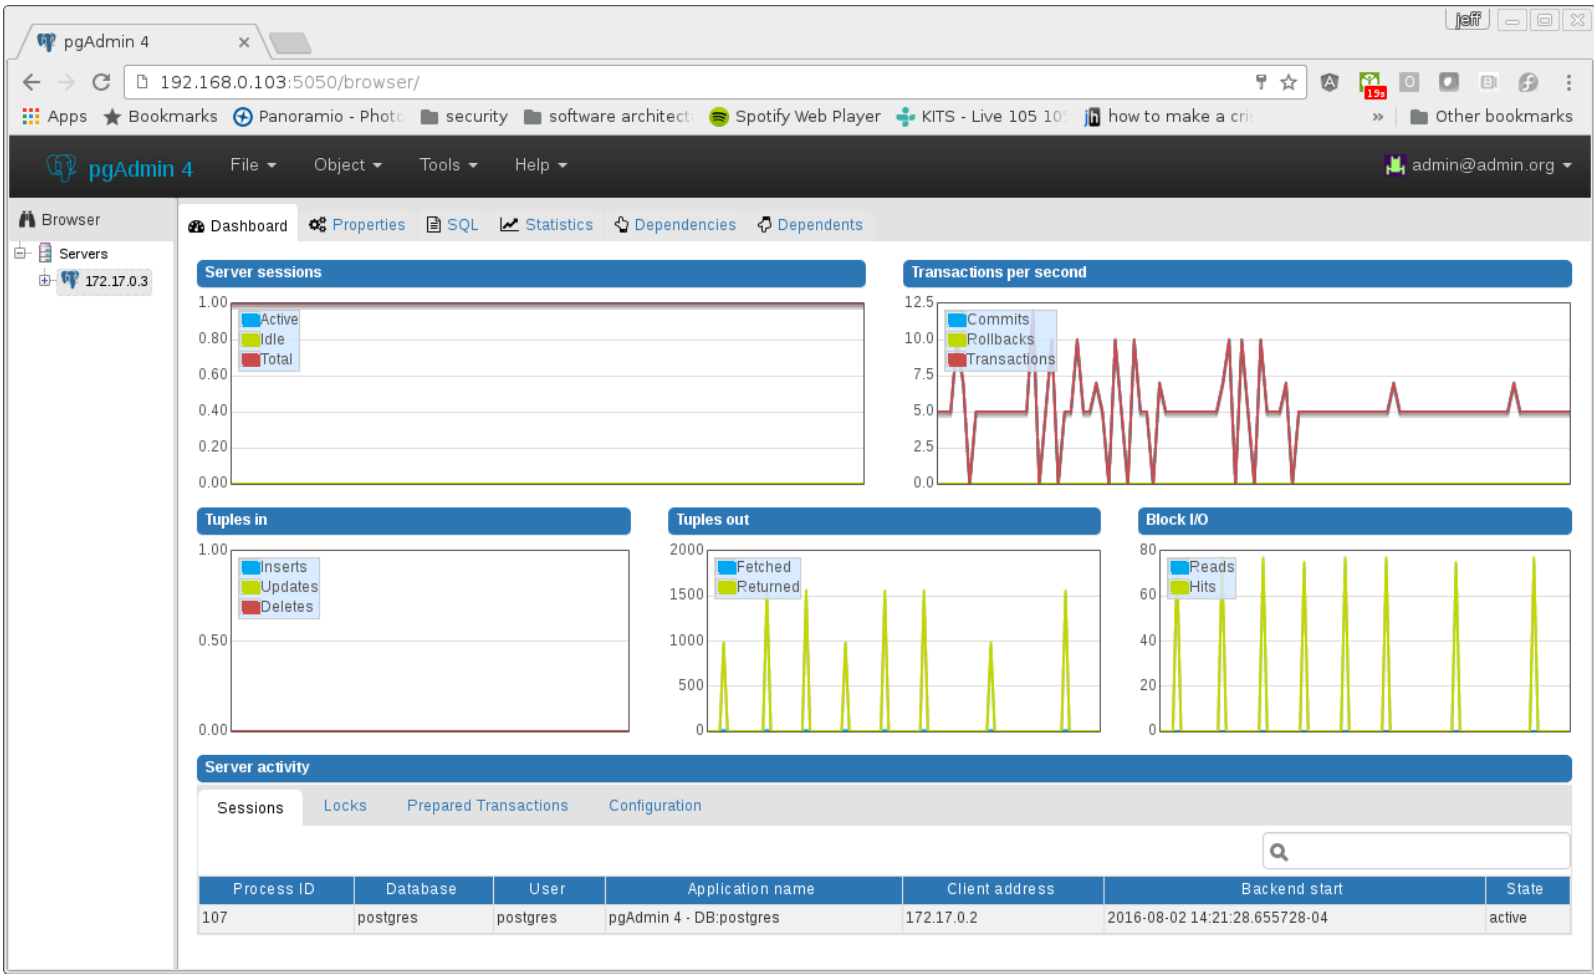 jeff
pgAdmin 4
192.168.0.103:5050/browser/
19s
Apps Bookmarks Panoramio - Photo security software architect Spotify Web Player KITS - Live 105 10 how to make a cri » Other bookmarks
pgAdmin 4 File Object Tools Help admin@admin.org
Browser
Dashboard Properties SQL Statistics Dependencies Dependents
Servers
172.17.0.3
Server sessions
1.00
0.80
0.60
0.40
0.20
0.00
Active
Idle
Total
Transactions per second
12.5
10.0
7.5
5.0
2.5
0.0
Commits
Rollbacks
Transactions
Tuples in
1.00
0.50
0.00
Inserts
Updates
Deletes
Tuples out
2000
1500
1000
500
0
Fetched
Returned
Block I/O
80
60
40
20
0
Reads
Hits
Server activity
Sessions Locks Prepared Transactions Configuration
Process ID Database User Application name Client address Backend start State
107 postgres postgres pgAdmin 4 - DB:postgres 172.17.0.2 2016-08-02 14:21:28.655728-04 active